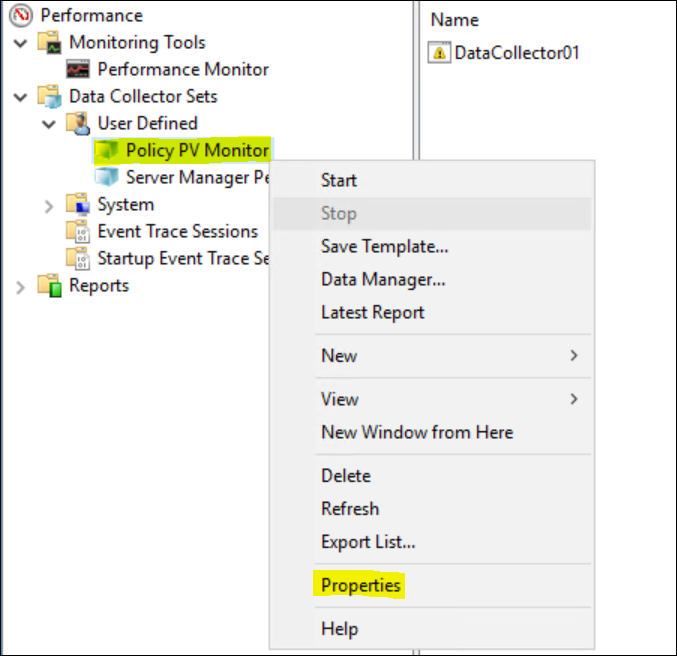 Performance
Monitoring Tools
Performance Monitor
Data Collector Sets
User Defined
Policy PV Monitor
Server Manager Pe
System
Event Trace Sessions
Startup Event Trace Se
Reports
Name
DataCollector01
Start
Stop
Save Template...
Data Manager...
Latest Report
New
View
New Window from Here
Delete
Refresh
Export List...
Properties
Help